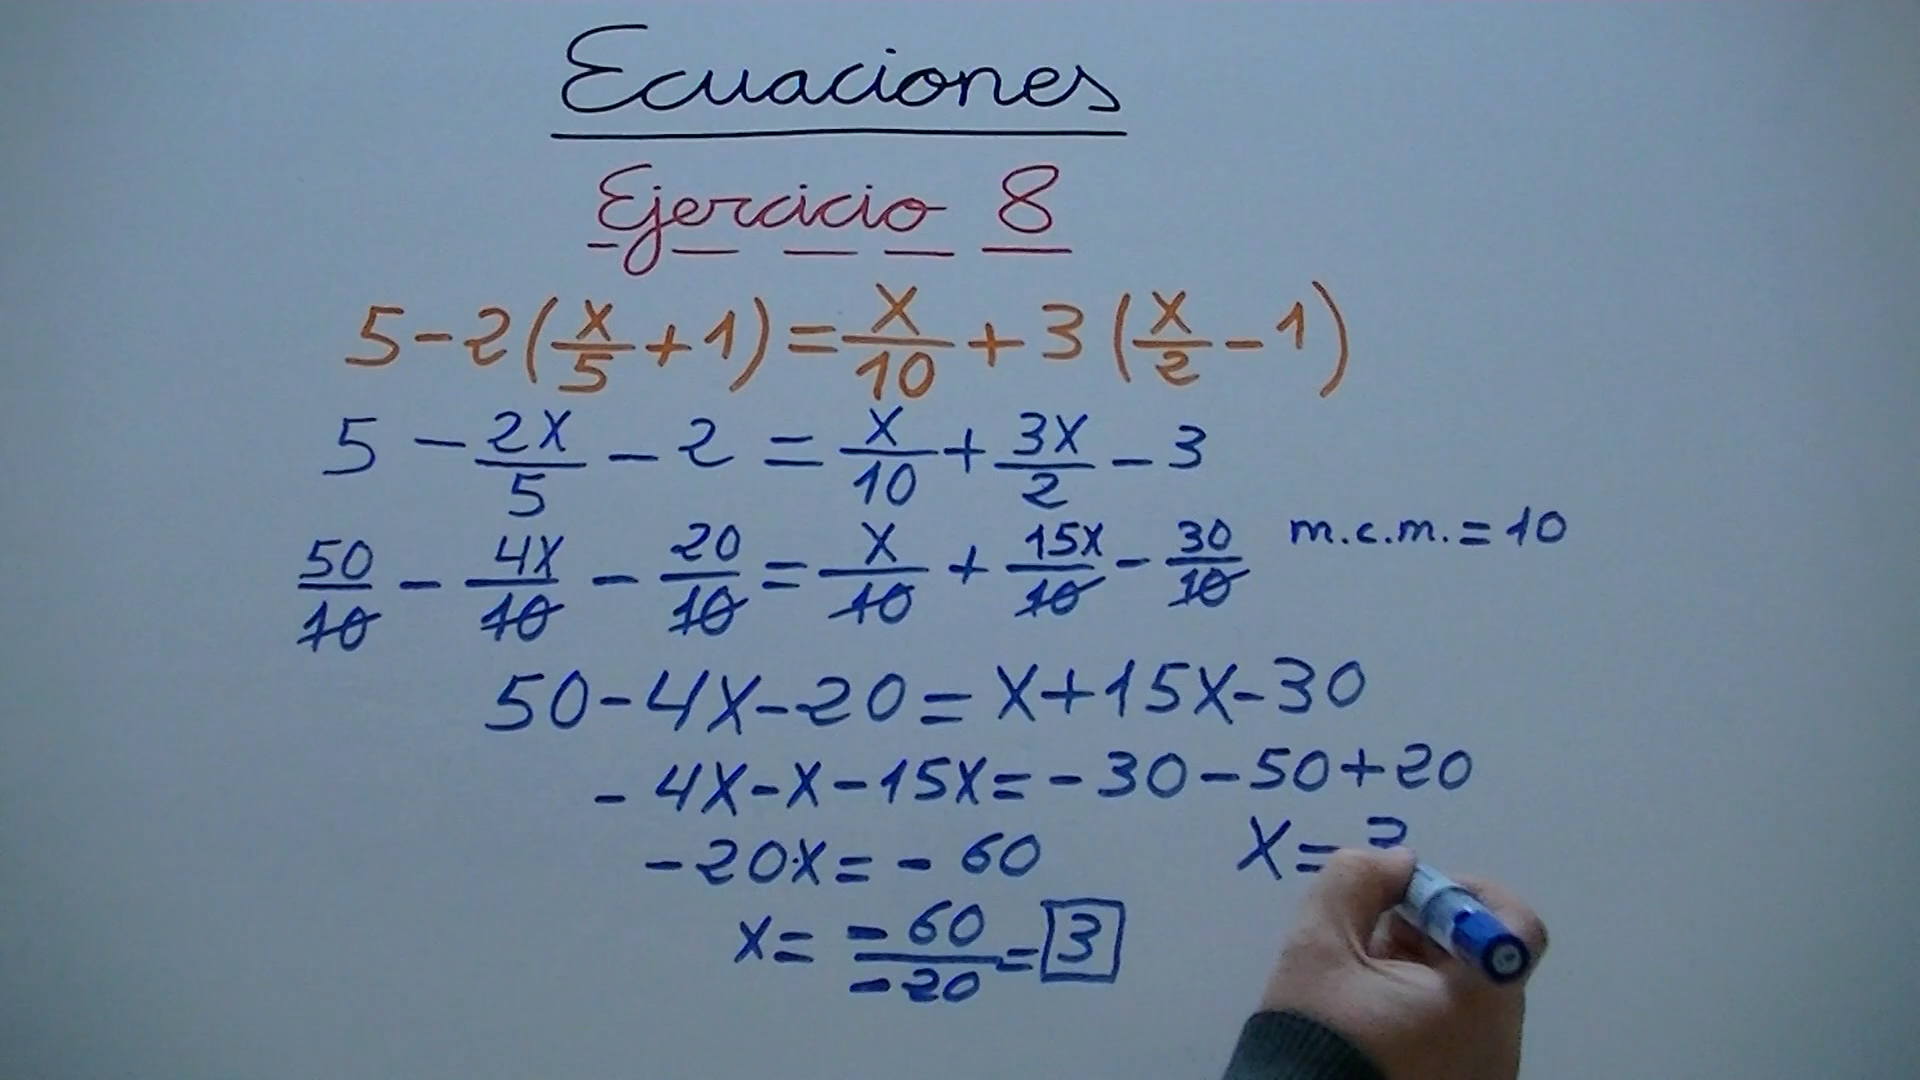 Ecuaciones
Ejercicio 8
5-2(x/5+1)=x/10+3(x/2-1)
5-2x/5-2=x/10+3x/2-3
50/10-4x/10-20/10=x/10+15x/10-30/10 m.c.m.=10
50-4x-20=x+15x-30
-4x-x-15x=-30-50+20
-20·x=-60 x=
x=-60/-20=3